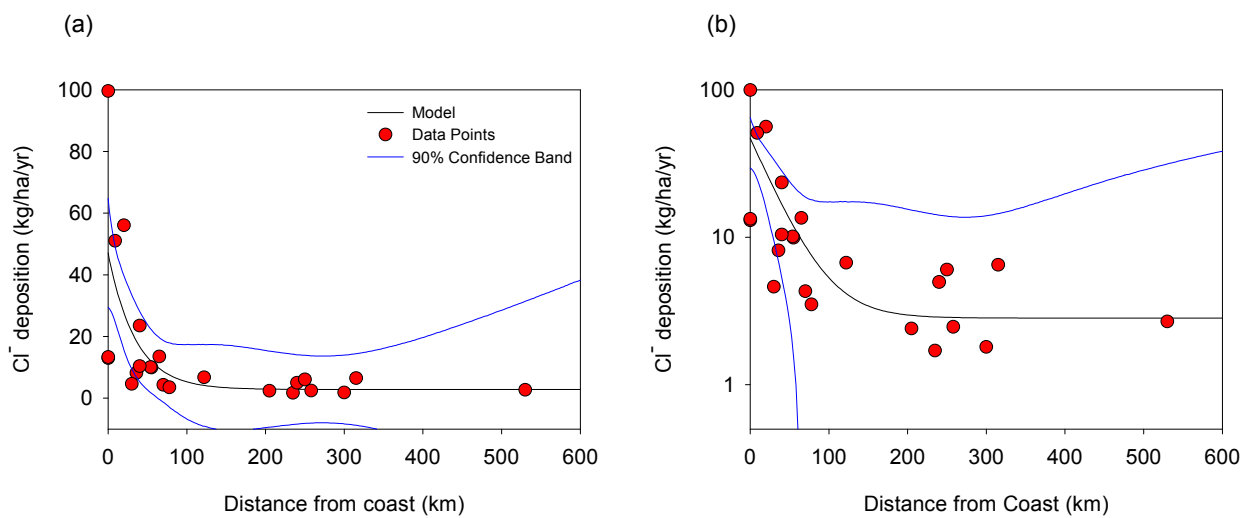 (a)
100
80
60
40
20
0
Cl⁻ deposition (kg/ha/yr)
Model
Data Points
90% Confidence Band
0 100 200 300 400 500 600
Distance from coast (km)
(b)
100
10
1
Cl⁻ deposition (kg/ha/yr)
0 100 200 300 400 500 600
Distance from Coast (km)